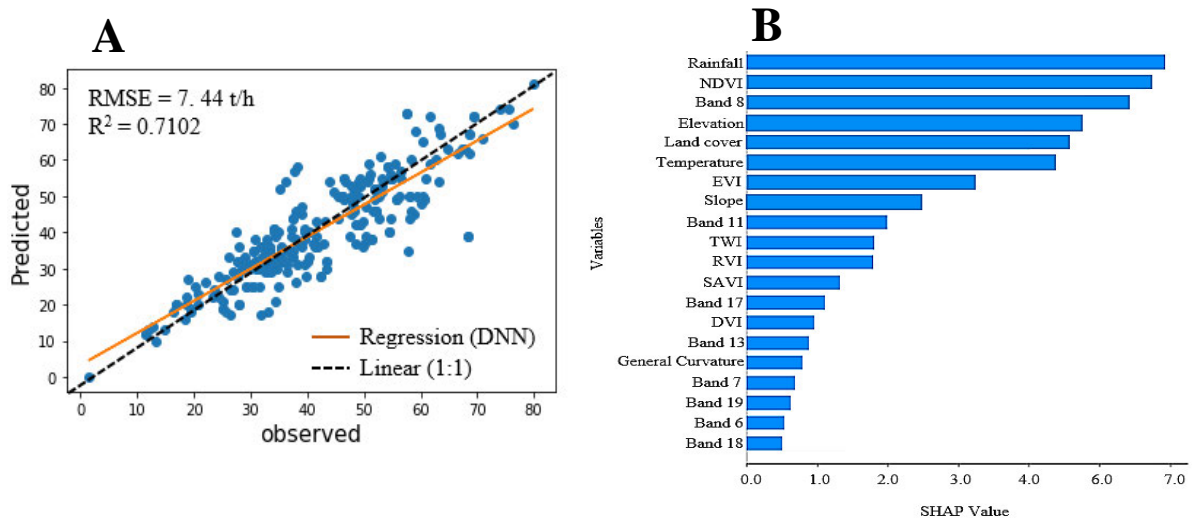 A
RMSE = 7. 44 t/h
R² = 0.7102
80
70
60
50
40
30
20
10
0
Predicted
Regression (DNN)
Linear (1:1)
0 10 20 30 40 50 60 70 80
observed
B
Variables
Rainfall
NDVI
Band 8
Elevation
Land cover
Temperature
EVI
Slope
Band 11
TWI
RVI
SAVI
Band 17
DVI
Band 13
General Curvature
Band 7
Band 19
Band 6
Band 18
0.0 1.0 2.0 3.0 4.0 5.0 6.0 7.0
SHAP Value